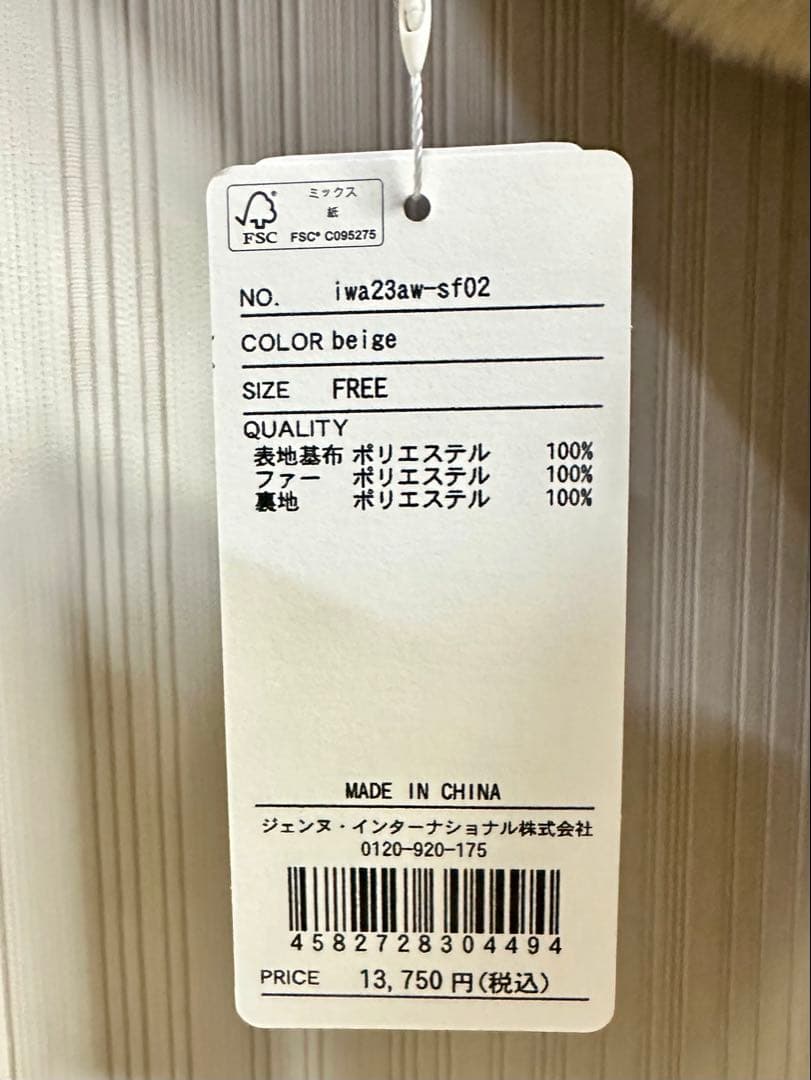 ミックス
紙
FSC® FSC® C095275
NO. iwa23aw-sf02
COLOR beige
SIZE FREE
QUALITY
表地基布 ポリエステル 100%
ファー ポリエステル 100%
裏地 ポリエステル 100%
MADE IN CHINA
ジェンヌ・インターナショナル株式会社
0120-920-175
4582728304494
PRICE 13,750円(税込)